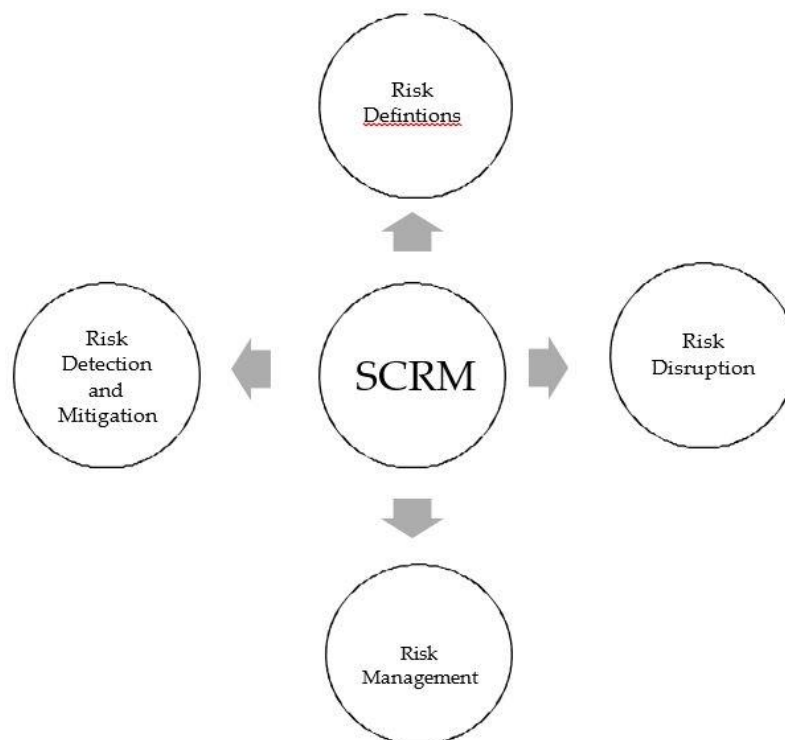 Risk
Defintions
Risk
Detection
and
Mitigation
SCRM
Risk
Disruption
Risk
Management